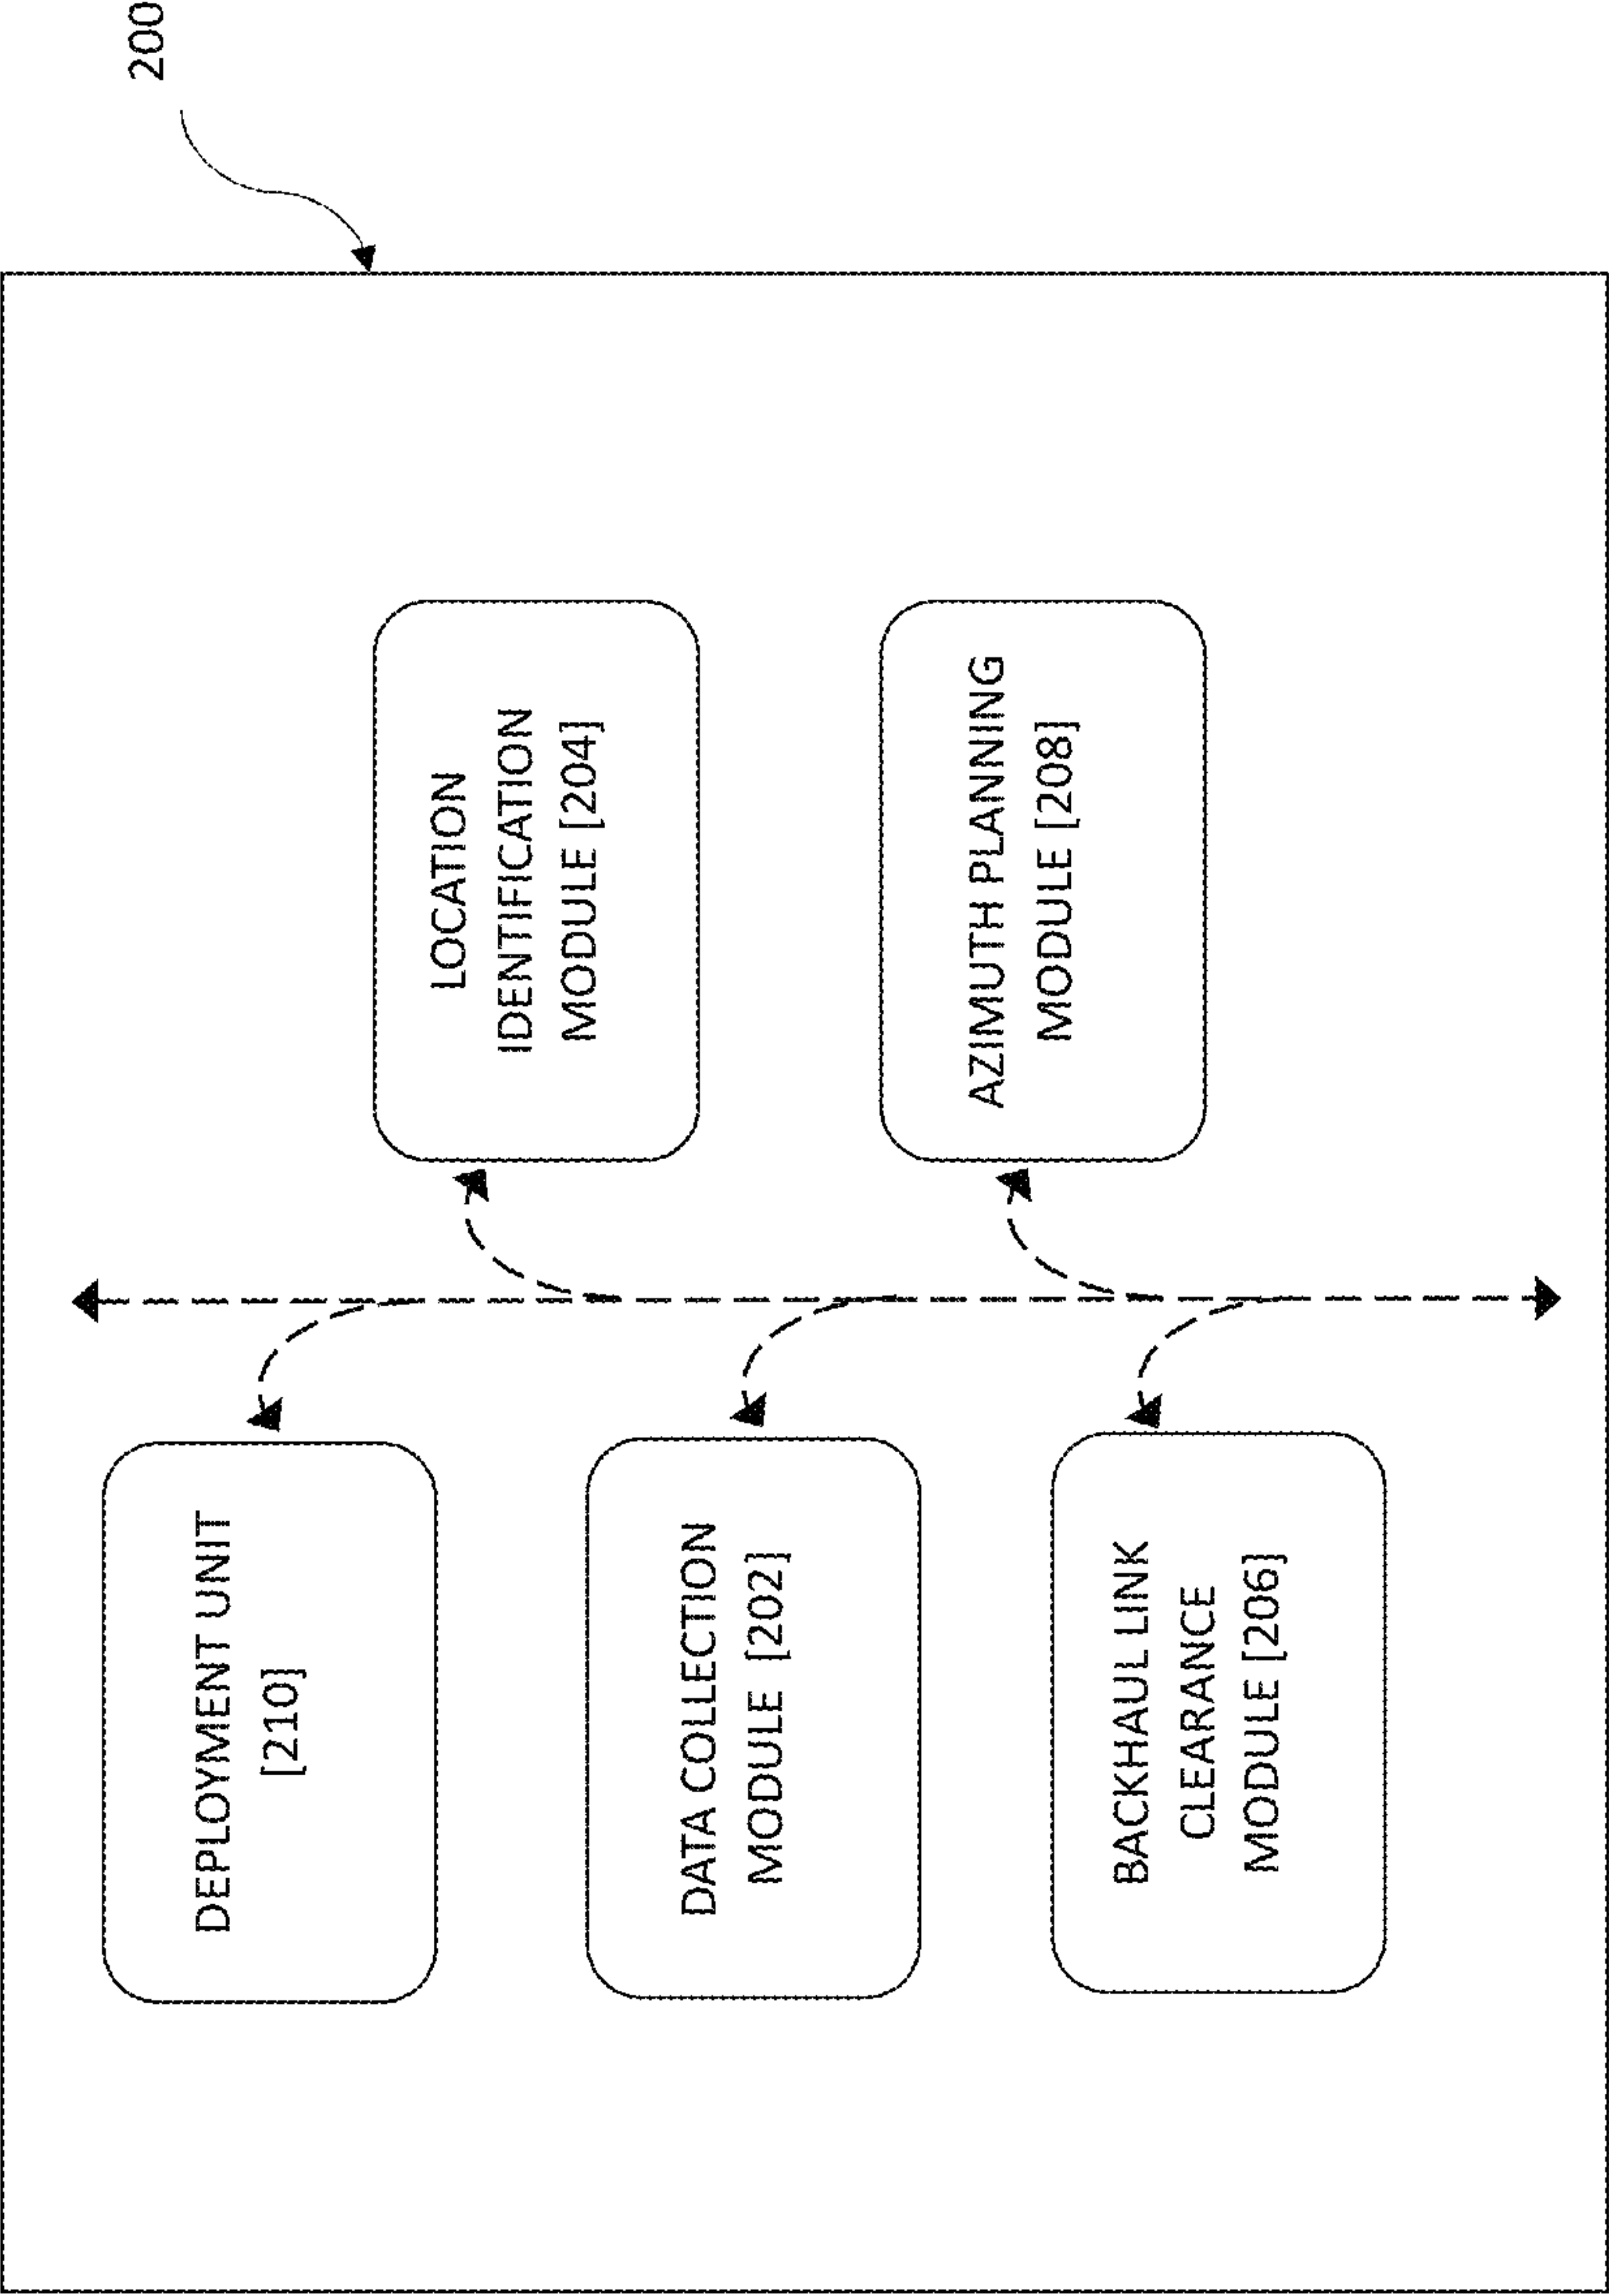 200
DEPLOYMENT UNIT
[210]
LOCATION
IDENTIFICATION
MODULE [204]
DATA COLLECTION
MODULE [202]
AZIMUTH PLANNING
MODULE [208]
BACKHAUL LINK
CLEARANCE
MODULE [206]